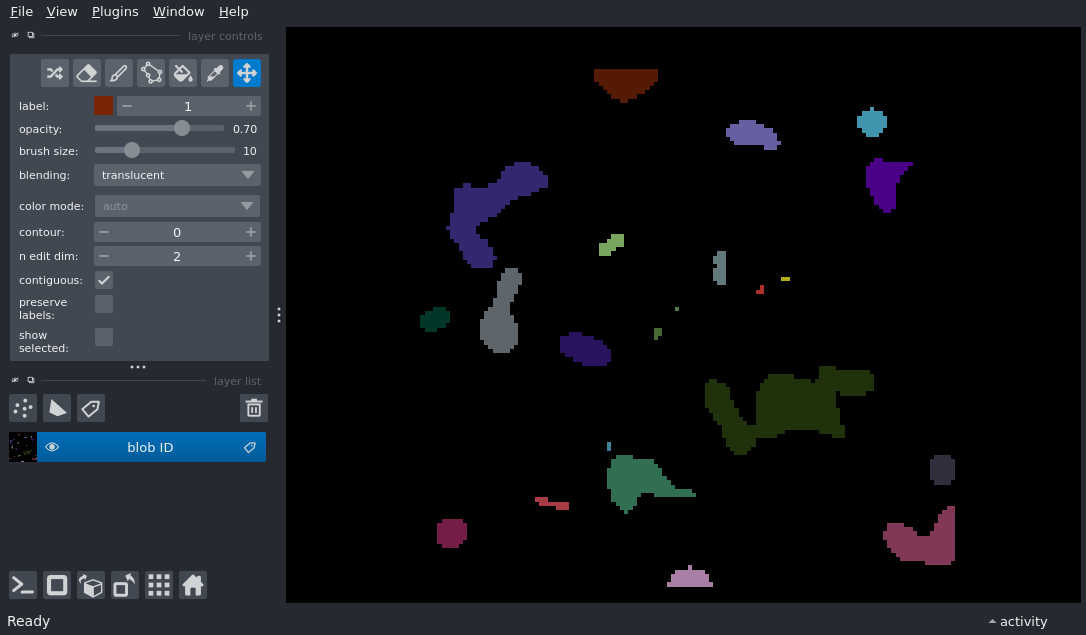 File View Plugins Window Help
layer controls
label: 1
opacity: 0.70
brush size: 10
blending: translucent
color mode: auto
contour: 0
n edit dim: 2
contiguous:
preserve
labels:
show
selected:
layer list
blob ID
Ready
activity